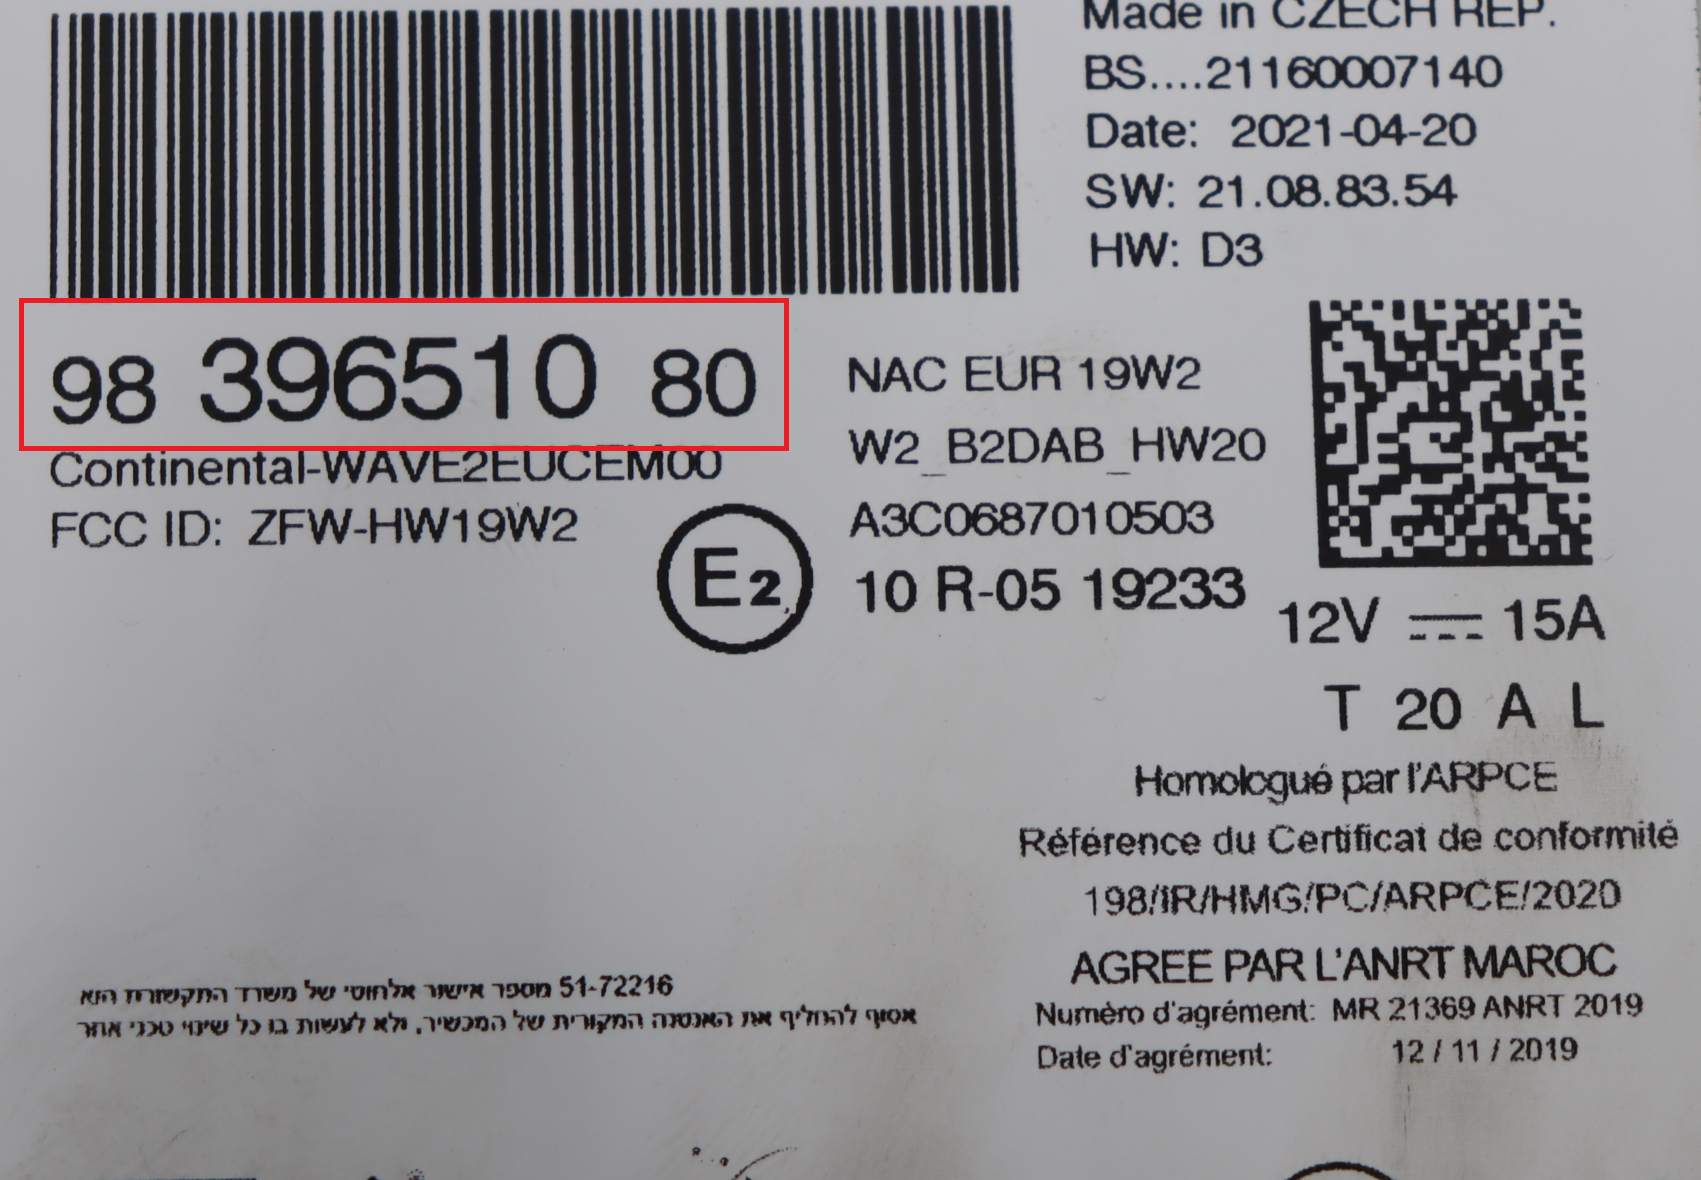 Made in CZECH REP.
BS....21160007140
Date: 2021-04-20
SW: 21.08.83.54
HW: D3
98 396510 80
Continental-WAVE2EUCEM00
FCC ID: ZFW-HW19W2
E2
NAC EUR 19W2
W2_B2DAB_HW20
A3C0687010503
10 R-05 19233
12V 15A
T 20 A L
Homologué par l'ARPCE
Référence du Certificat de conformité
198/IR/HMG/PC/ARPCE/2020
AGREE PAR L'ANRT MAROC
Numéro d'agrément: MR 21369 ANRT 2019
Date d'agrément: 12 / 11 / 2019
51-72216 מספר אישור אלחוטי של משרד התקשורת הוא
אסור להחליף את האנטנה המקורית של המכשיר, ולא לעשות בו כל שינוי טכני אחר